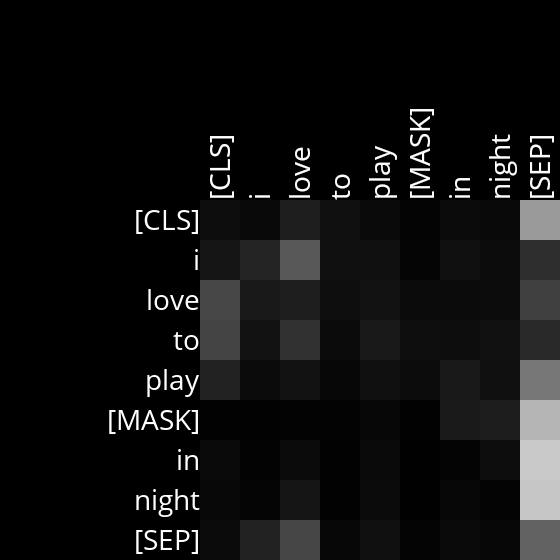 [CLS]
i
love
to
play
[MASK]
in
night
[SEP]
[CLS]
i
love
to
play
[MASK]
in
night
[SEP]